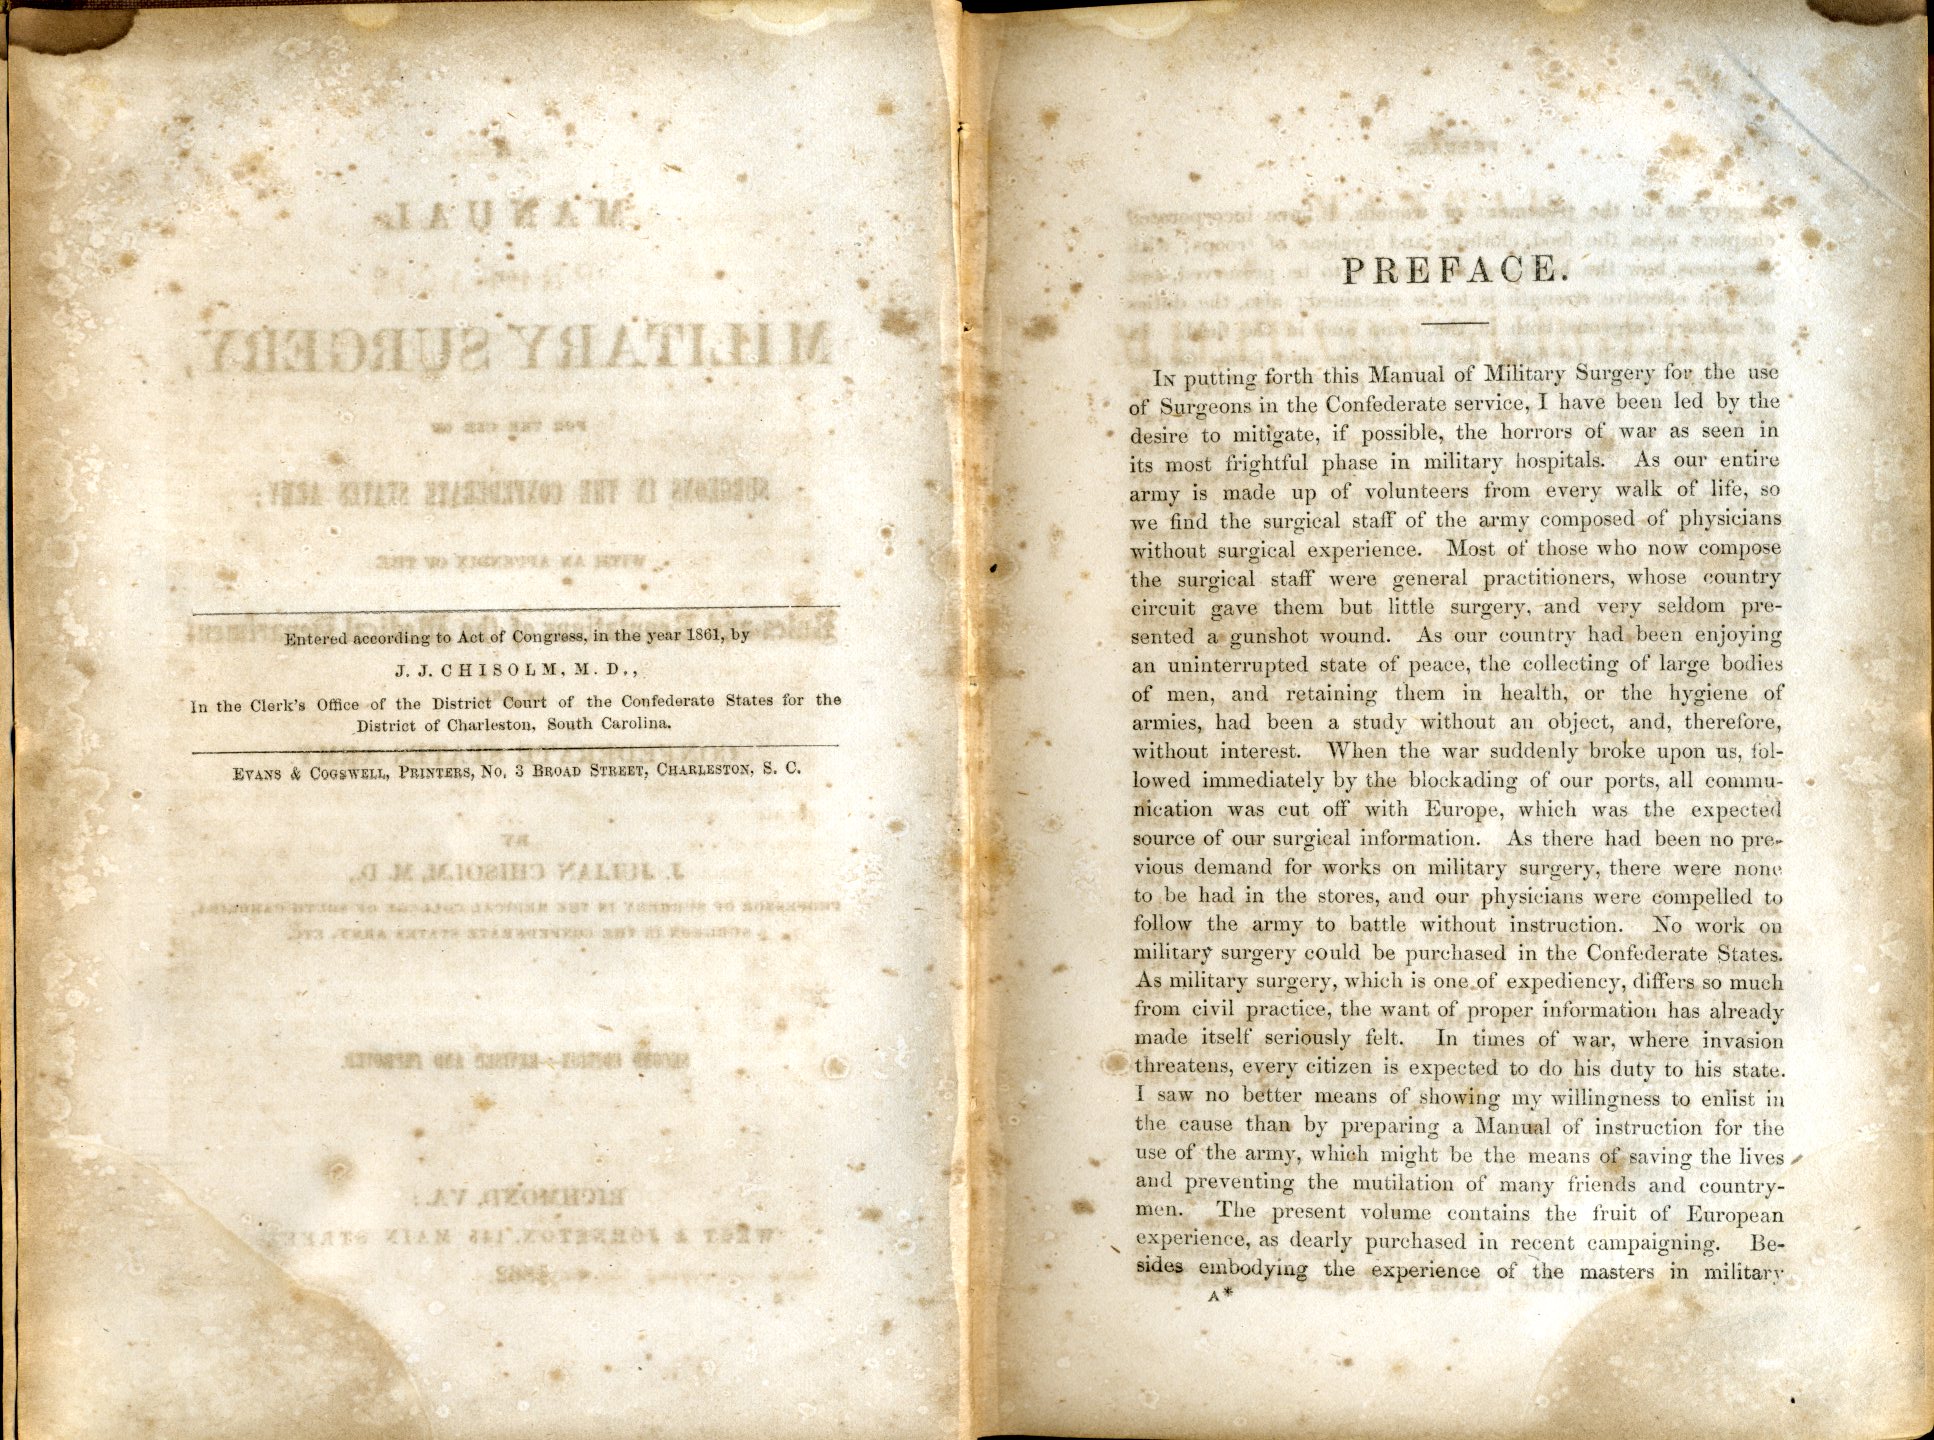 Entered according to Act of Congress, in the year 1861, by
J. J. CHISOLM, M. D.,
In the Clerk's Office of the District Court of the Confederate States for the
District of Charleston, South Carolina.
EVANS & COGSWELL, PRINTERS, NO. 3 BROAD STREET, CHARLESTON, S. C.
PREFACE.
IN putting forth this Manual of Military Surgery for the use
of Surgeons in the Confederate service, I have been led by the
desire to mitigate, if possible, the horrors of war as seen in
its most frightful phase in military hospitals. As our entire
army is made up of volunteers from every walk of life, so
we find the surgical staff of the army composed of physicians
without surgical experience. Most of those who now compose
the surgical staff were general practitioners, whose country
circuit gave them but little surgery, and very seldom pre-
sented a gunshot wound. As our country had been enjoying
an uninterrupted state of peace, the collecting of large bodies
of men, and retaining them in health, or the hygiene of
armies, had been a study without an object, and, therefore,
without interest. When the war suddenly broke upon us, fol-
lowed immediately by the blockading of our ports, all commu-
nication was cut off with Europe, which was the expected
source of our surgical information. As there had been no pre-
vious demand for works on military surgery, there were none
to be had in the stores, and our physicians were compelled to
follow the army to battle without instruction. No work on
military surgery could be purchased in the Confederate States.
As military surgery, which is one of expediency, differs so much
from civil practice, the want of proper information has already
made itself seriously felt. In times of war, where invasion
threatens, every citizen is expected to do his duty to his state.
I saw no better means of showing my willingness to enlist in
the cause than by preparing a Manual of instruction for the
use of the army, which might be the means of saving the lives
and preventing the mutilation of many friends and country-
men. The present volume contains the fruit of European
experience, as dearly purchased in recent campaigning. Be-
sides embodying the experience of the masters in military
A*